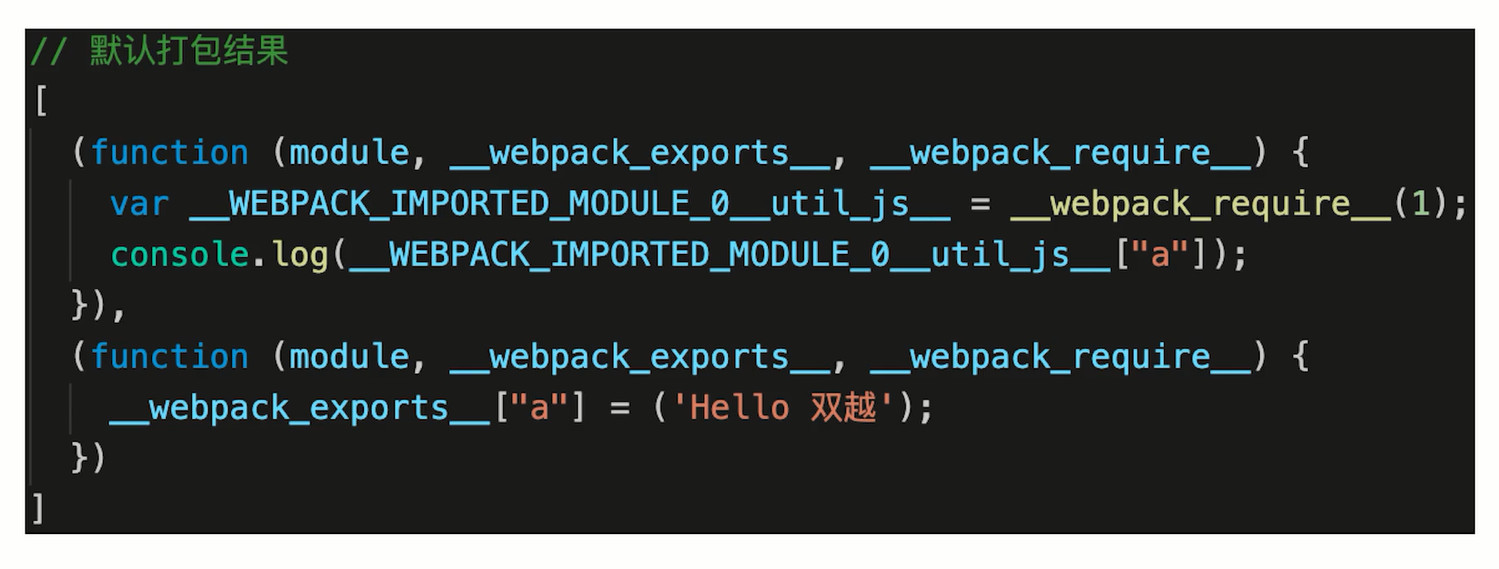 // 默认打包结果
[
(function (module, __webpack_exports__, __webpack_require__) {
var __WEBPACK_IMPORTED_MODULE_0__util_js__ = __webpack_require__(1);
console.log(__WEBPACK_IMPORTED_MODULE_0__util_js__["a"]);
}),
(function (module, __webpack_exports__, __webpack_require__) {
__webpack_exports__["a"] = ('Hello 双越');
})
]